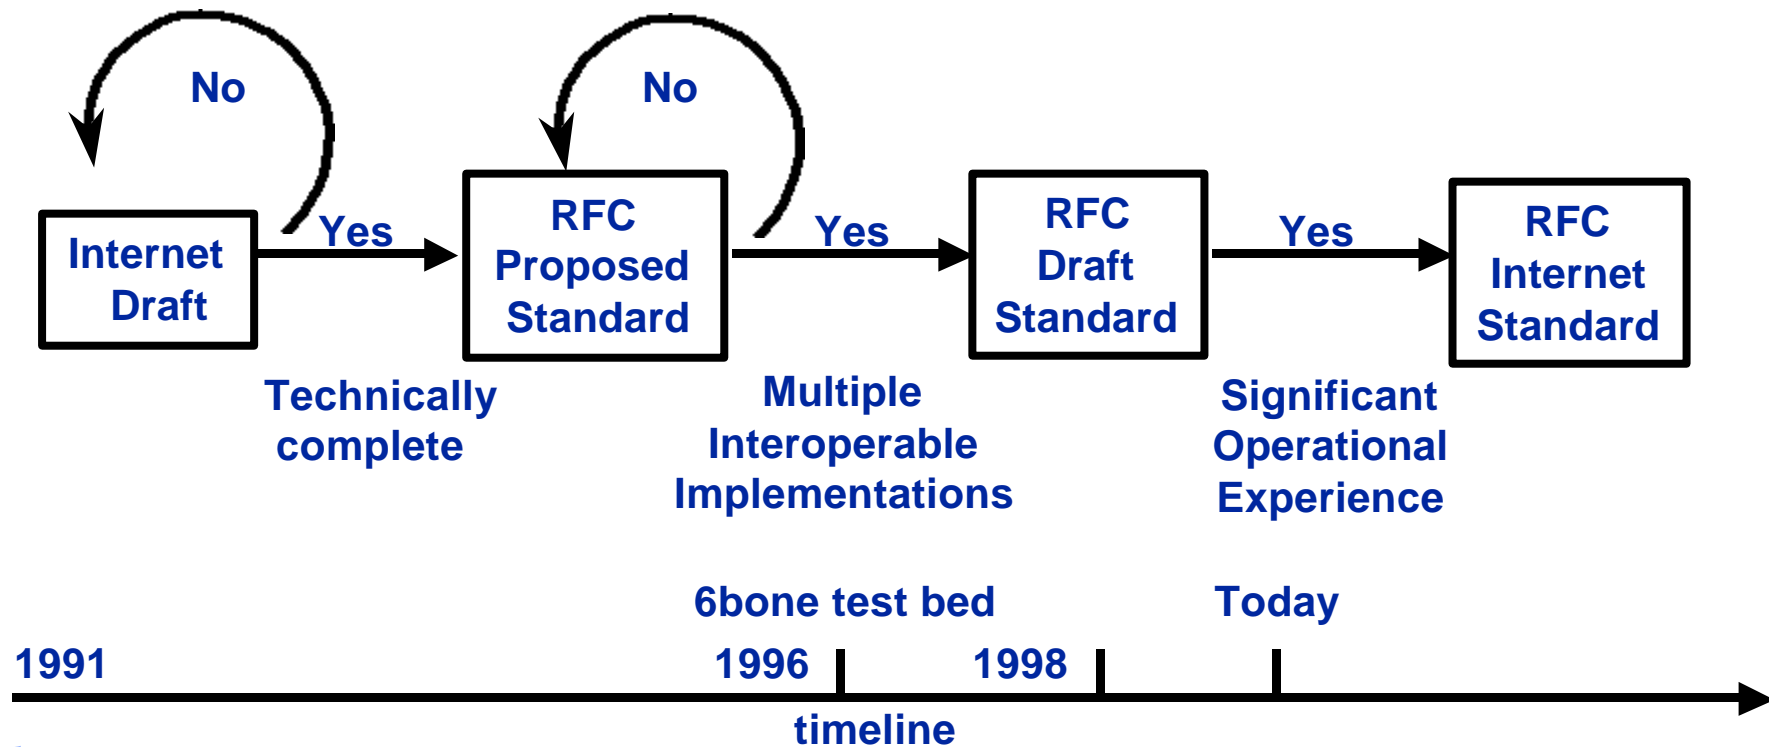 No
No
Yes
Yes
Yes
Internet
Draft
RFC
Proposed
Standard
RFC
Draft
Standard
RFC
Internet
Standard
Technically
complete
Multiple
Interoperable
Implementations
Significant
Operational
Experience
6bone test bed
Today
1991
1996
1998
timeline